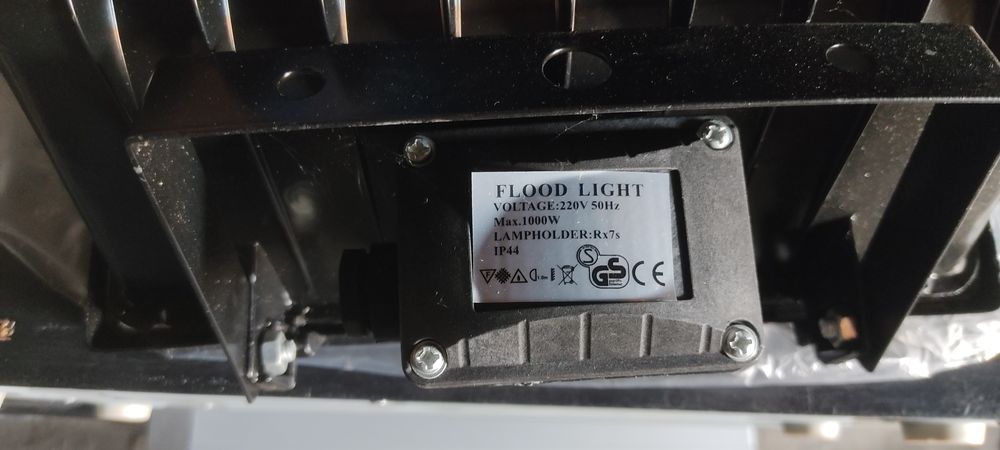 FLOOD LIGHT
VOLTAGE:220V 50Hz
Max.1000W
LAMPHOLDER:Rx7s
IP44
S
GS CE